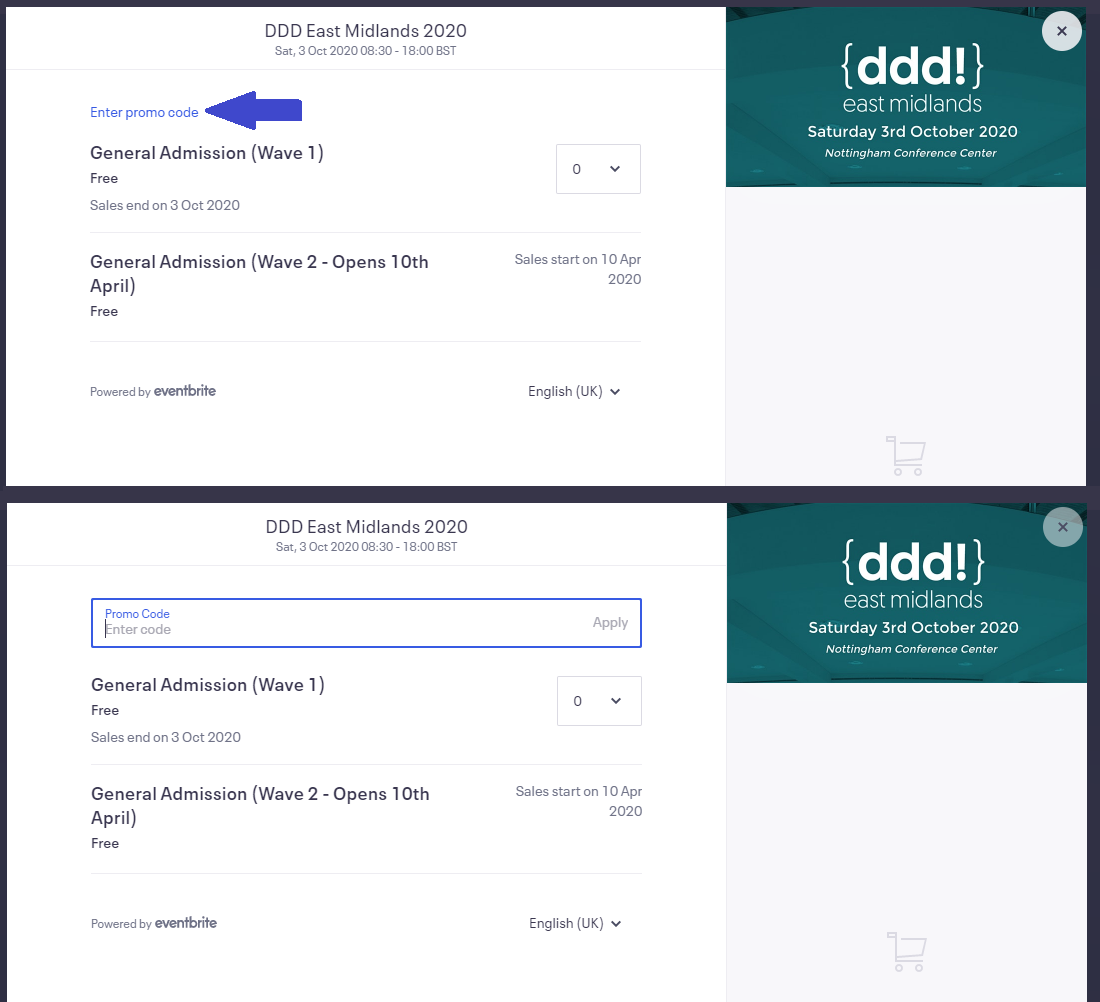 DDD East Midlands 2020
Sat, 3 Oct 2020 08:30 - 18:00 BST
Enter promo code
General Admission (Wave 1)
Free
Sales end on 3 Oct 2020
0
General Admission (Wave 2 - Opens 10th
April)
Free
Sales start on 10 Apr
2020
Powered by eventbrite
English (UK)
{ddd!}
east midlands
Saturday 3rd October 2020
Nottingham Conference Center
DDD East Midlands 2020
Sat, 3 Oct 2020 08:30 - 18:00 BST
Promo Code
Enter code
Apply
General Admission (Wave 1)
Free
Sales end on 3 Oct 2020
0
General Admission (Wave 2 - Opens 10th
April)
Free
Sales start on 10 Apr
2020
Powered by eventbrite
English (UK)
{ddd!}
east midlands
Saturday 3rd October 2020
Nottingham Conference Center